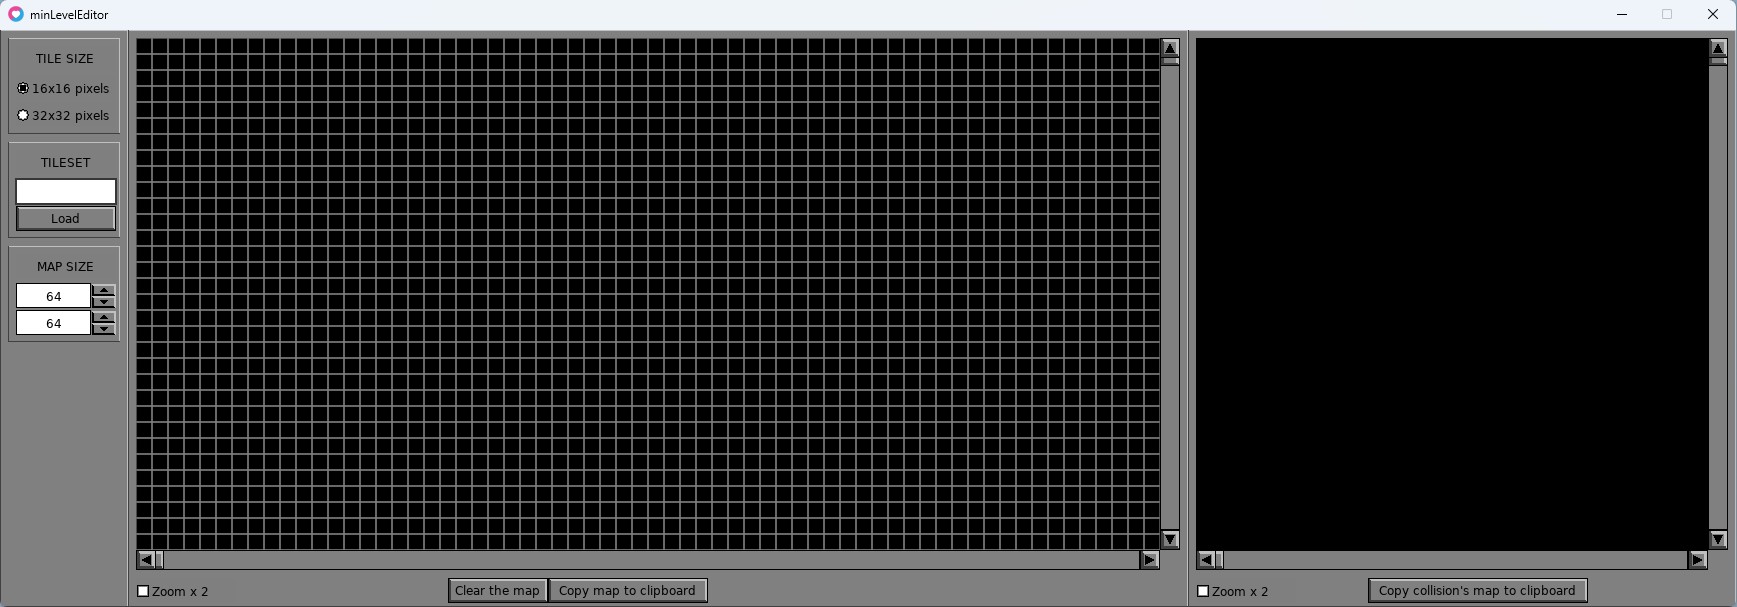 minLevelEditor
TILE SIZE
16x16 pixels
32x32 pixels
TILESET
Load
MAP SIZE
64
64
Zoom x 2
Clear the map
Copy map to clipboard
Zoom x 2
Copy collision's map to clipboard